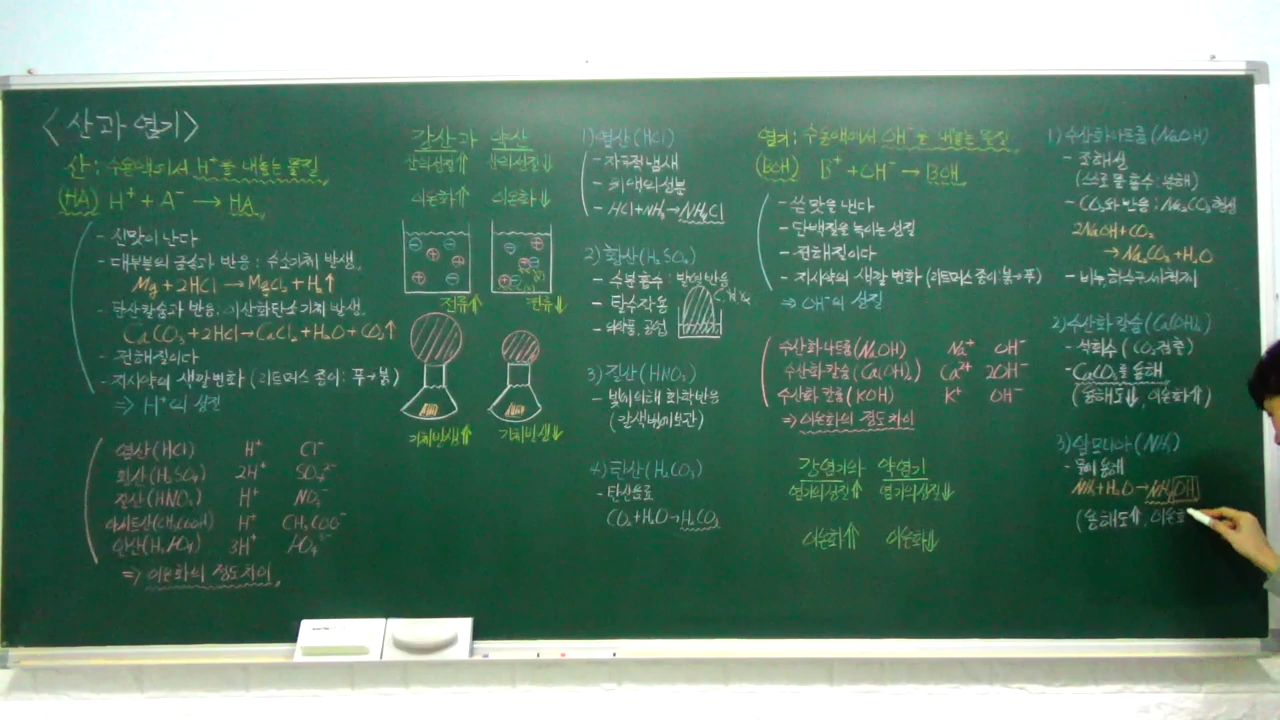 <산과 염기>
산 : 수용액에서 H⁺를 내놓는 물질
(HA) H⁺ + A⁻ → HA
- 신맛이 난다
- 대부분의 금속과 반응 : 수소기체 발생.
Mg + 2HCl → MgCl₂ + H₂↑
- 탄산칼슘과 반응 : 이산화탄소 기체 발생.
CaCO₃ + 2HCl → CaCl₂ + H₂O + CO₂↑
- 전해질이다
- 지시약의 색깔 변화 (리트머스 종이 : 푸→붉)
⇒ H⁺의 성질
염산(HCl) H⁺ Cl⁻
황산(H₂SO₄) 2H⁺ SO₄²⁻
질산(HNO₃) H⁺ NO₃⁻
아세트산(CH₃COOH) H⁺ CH₃COO⁻
인산(H₃PO₄) 3H⁺ PO₄³⁻
⇒ 이온화의 정도차이
강산과 약산
산의성질↑ 산의성질↓
이온화↑ 이온화↓
전류↑ 전류↓
기체발생↑ 기체발생↓
1) 염산(HCl)
- 자극적 냄새
- 위액의 성분
- HCl + NH₃ → NH₄Cl
2) 황산(H₂SO₄)
- 수분흡수 : 발열반응
- 탈수작용
- 의약품, 공업
3) 질산(HNO₃)
- 빛에 의해 화학반응
(갈색병에 보관)
4) 탄산(H₂CO₃)
- 탄산음료
CO₂ + H₂O → H₂CO₃
염기 : 수용액에서 OH⁻를 내놓는 물질
(BOH) B⁺ + OH⁻ → BOH
- 쓴 맛을 낸다
- 단백질을 녹이는 성질
- 전해질이다
- 지시약의 색깔 변화 (리트머스 종이 : 붉→푸)
⇒ OH⁻의 성질
수산화나트륨(NaOH) Na⁺ OH⁻
수산화칼슘(Ca(OH)₂) Ca²⁺ 2OH⁻
수산화 칼륨(KOH) K⁺ OH⁻
⇒ 이온화의 정도 차이
강염기와 약염기
염기의성질↑ 염기의성질↓
이온화↑ 이온화↓
1) 수산화나트륨(NaOH)
- 조해성
(스스로 물 흡수 : 용해)
- CO₂와 반응 : Na₂CO₃ 형성
2NaOH + CO₂
→ Na₂CO₃ + H₂O
- 비누, 하수구 세척제
2) 수산화 칼슘(Ca(OH)₂)
- 석회수 (CO₂ 검출)
- CaCO₃를 용해
(용해도↓, 이온화↑)
3) 암모니아(NH₃)
- 물에 용해
NH₃ + H₂O → NH₄OH
(용해도↑, 이온화